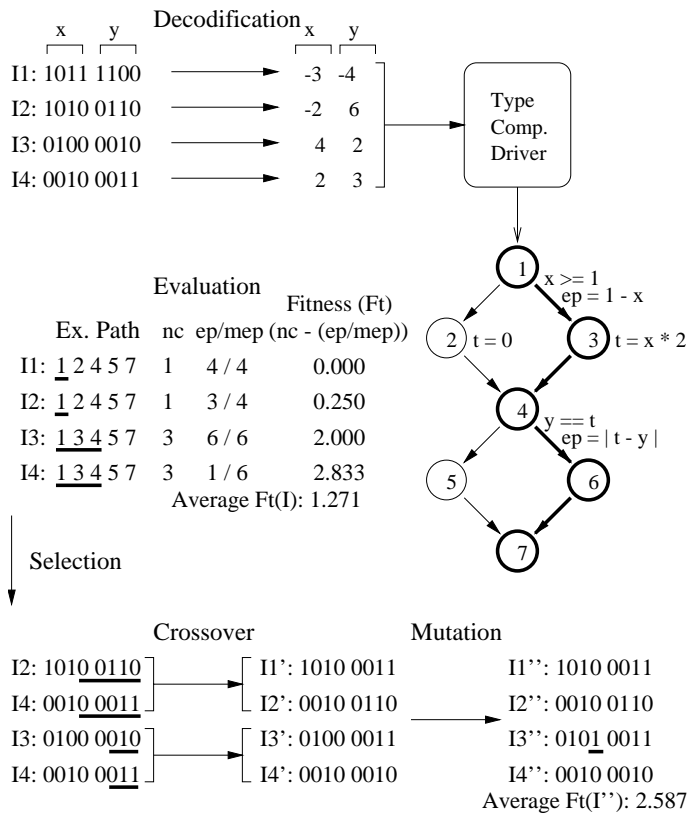 Decodification
x y x y
I1: 1011 1100 -3 -4
I2: 1010 0110 -2 6
I3: 0100 0010 4 2
I4: 0010 0011 2 3
Type
Comp.
Driver
Evaluation
Fitness (Ft)
Ex. Path nc ep/mep (nc - (ep/mep))
I1: 1 2 4 5 7 1 4 / 4 0.000
I2: 1 2 4 5 7 1 3 / 4 0.250
I3: 1 3 4 5 7 3 6 / 6 2.000
I4: 1 3 4 5 7 3 1 / 6 2.833
Average Ft(I): 1.271
1
x >= 1
ep = 1 - x
2 t = 0
3 t = x * 2
4
y == t
ep = | t - y |
5
6
7
Selection
Crossover
Mutation
I2: 1010 0110 I1': 1010 0011 I1'': 1010 0011
I4: 0010 0011 I2': 0010 0110 I2'': 0010 0110
I3: 0100 0010 I3': 0100 0011 I3'': 0101 0011
I4: 0010 0011 I4': 0010 0010 I4'': 0010 0010
Average Ft(I''): 2.587